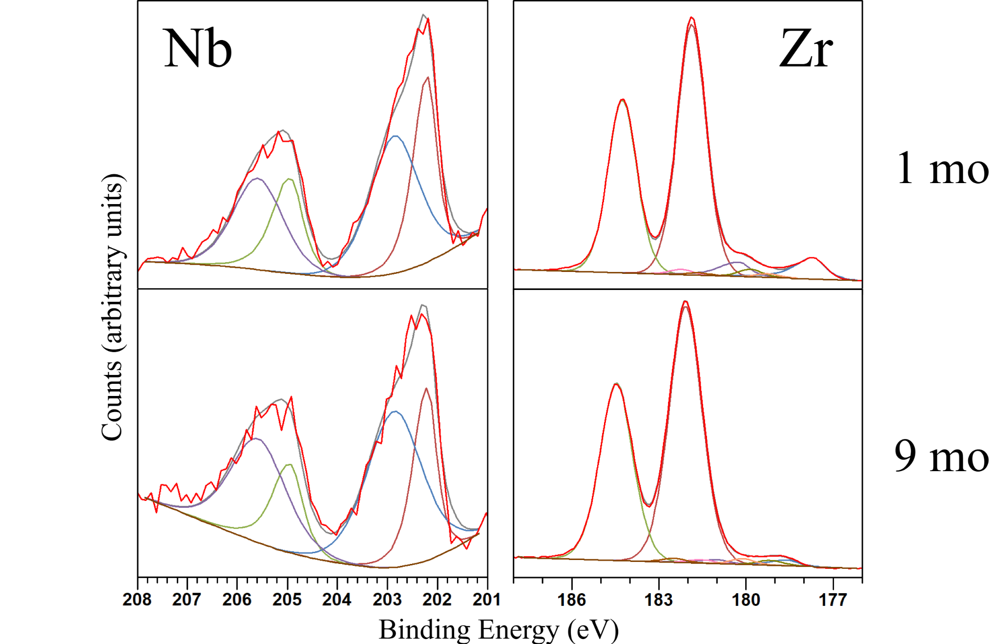 Nb
Zr
1 mo
9 mo
Counts (arbitrary units)
208 207 206 205 204 203 202 201
186 183 180 177
Binding Energy (eV)